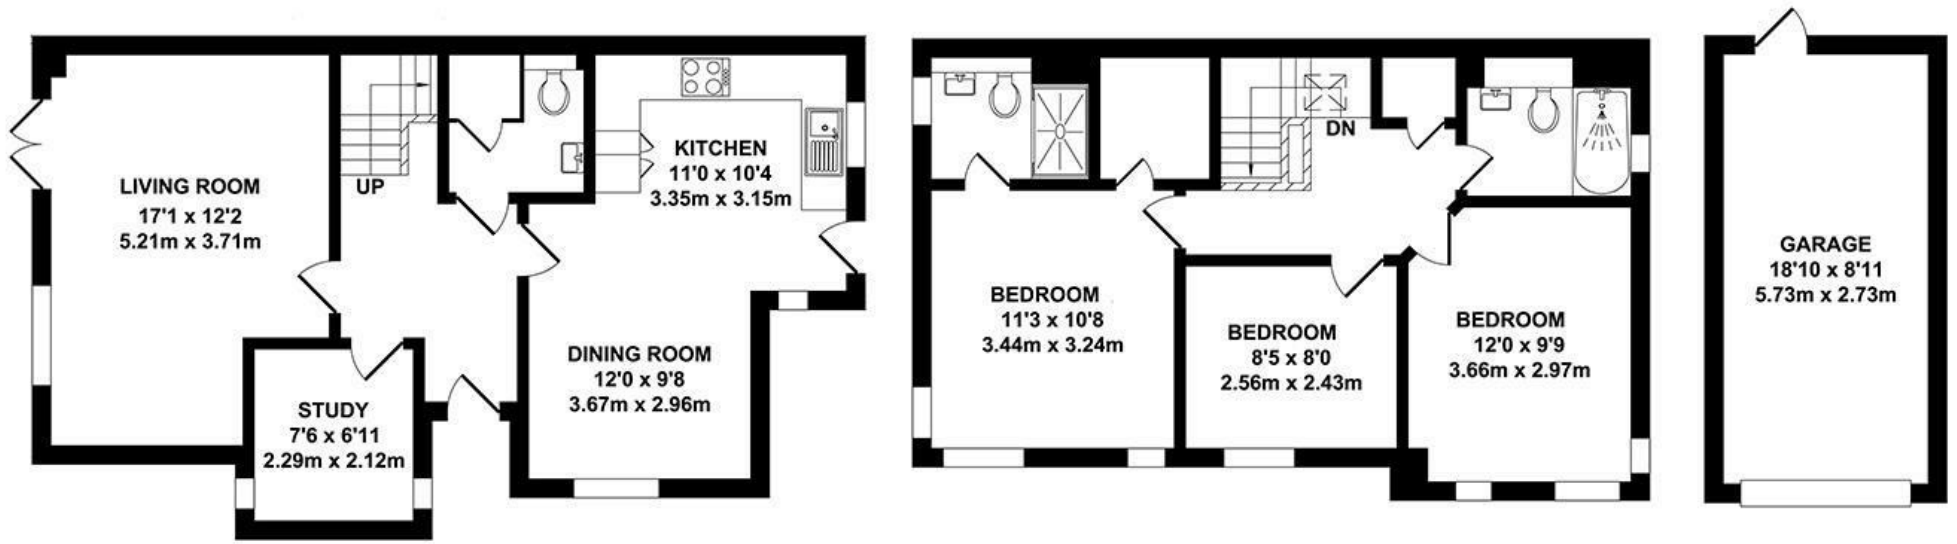 LIVING ROOM
17'1 x 12'2
5.21m x 3.71m
UP
KITCHEN
11'0 x 10'4
3.35m x 3.15m
DINING ROOM
12'0 x 9'8
3.67m x 2.96m
STUDY
7'6 x 6'11
2.29m x 2.12m
DN
BEDROOM
11'3 x 10'8
3.44m x 3.24m
BEDROOM
8'5 x 8'0
2.56m x 2.43m
BEDROOM
12'0 x 9'9
3.66m x 2.97m
GARAGE
18'10 x 8'11
5.73m x 2.73m